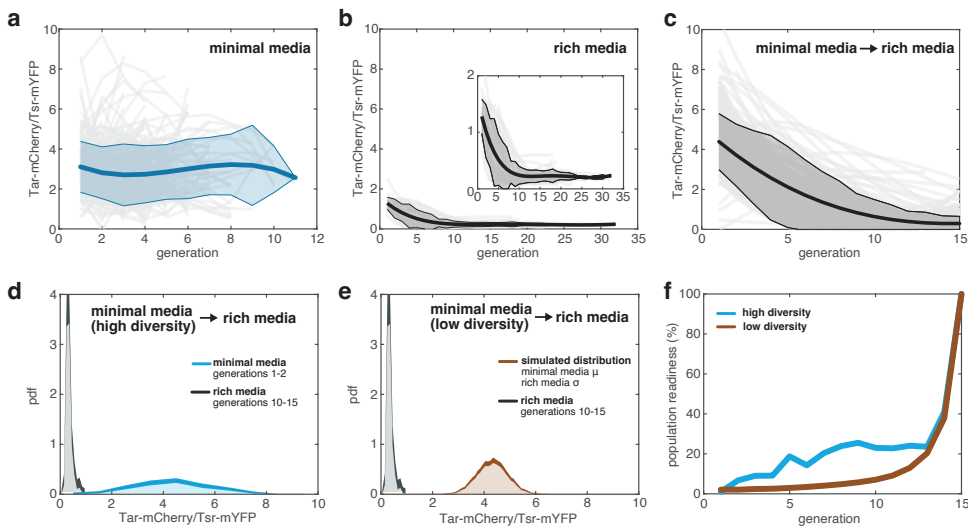 a
minimal media
Tar-mCherry/Tsr-mYFP
10
8
6
4
2
0
0 2 4 6 8 10 12
generation
b
rich media
Tar-mCherry/Tsr-mYFP
10
8
6
4
2
0
0 5 10 15 20 25 30 35
generation
2
1
0
0 5 10 15 20 25 30 35
c
minimal media → rich media
Tar-mCherry/Tsr-mYFP
10
8
6
4
2
0
0 5 10 15
generation
d
minimal media
(high diversity) → rich media
minimal media
generations 1-2
rich media
generations 10-15
pdf
4
3
2
1
0
0 2 4 6 8 10
Tar-mCherry/Tsr-mYFP
e
minimal media
(low diversity) → rich media
simulated distribution
minimal media μ
rich media σ
rich media
generations 10-15
pdf
4
3
2
1
0
0 2 4 6 8 10
Tar-mCherry/Tsr-mYFP
f
high diversity
low diversity
population readiness (%)
100
80
60
40
20
0
0 5 10 15
generation